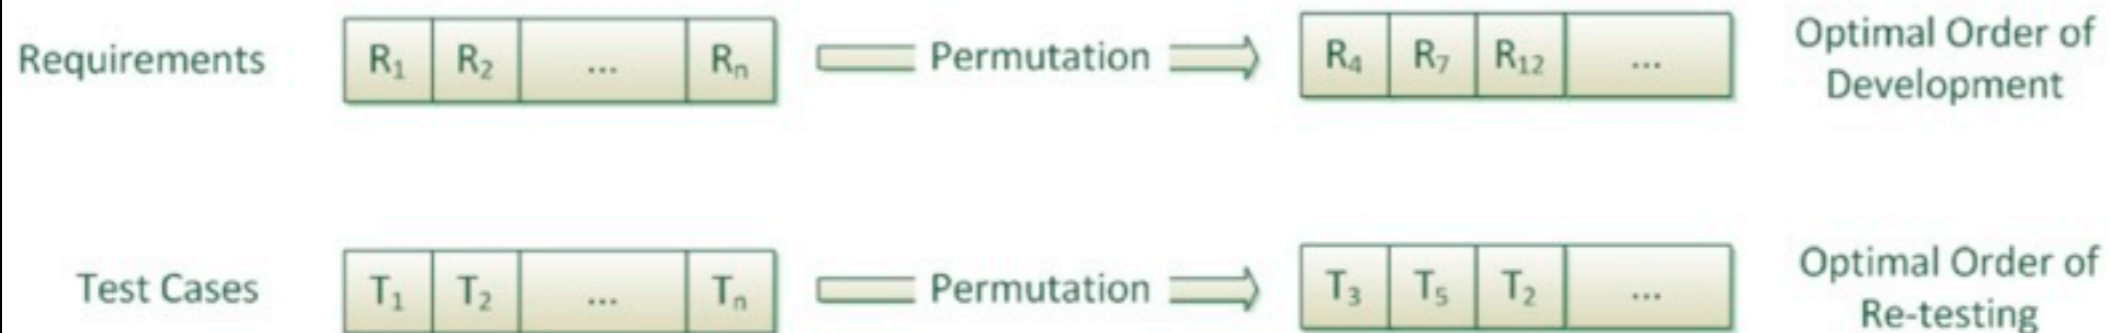 Requirements R₁ R₂ ... Rₙ Permutation R₄ R₇ R₁₂ ... Optimal Order of
Development
Test Cases T₁ T₂ ... Tₙ Permutation T₃ T₅ T₂ ... Optimal Order of
Re-testing